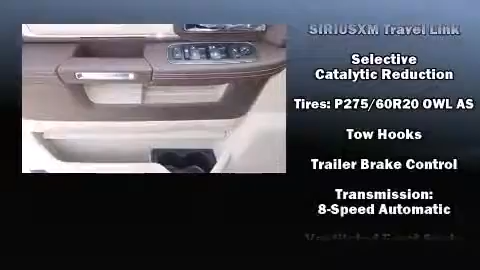 SIRIUSXM Travel Link
Selective
Catalytic Reduction
Tires: P275/60R20 OWL AS
Tow Hooks
Trailer Brake Control
Transmission:
8-Speed Automatic